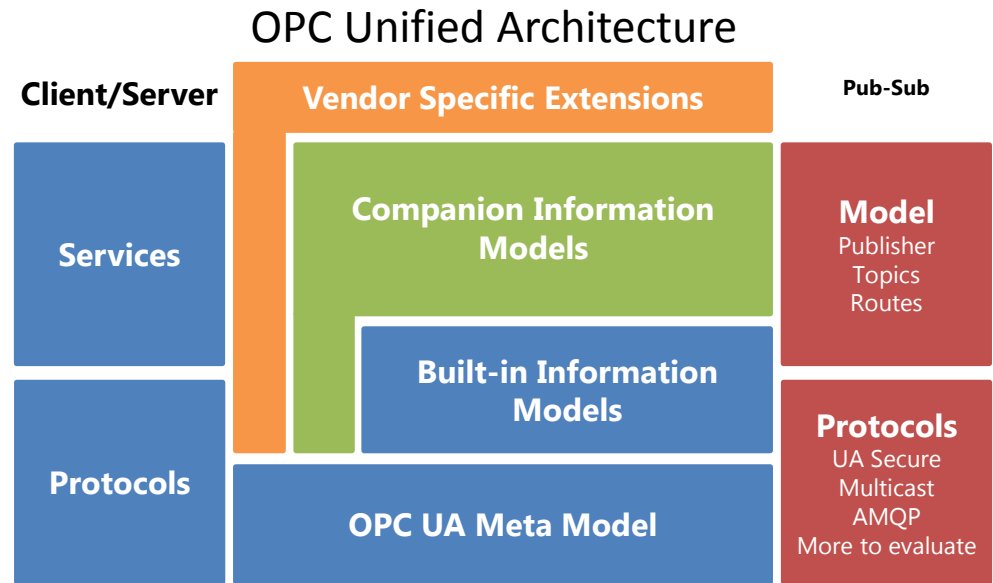 OPC Unified Architecture
Client/Server
Vendor Specific Extensions
Pub-Sub
Services
Companion Information
Models
Model
Publisher
Topics
Routes
Built-in Information
Models
Protocols
OPC UA Meta Model
Protocols
UA Secure
Multicast
AMQP
More to evaluate